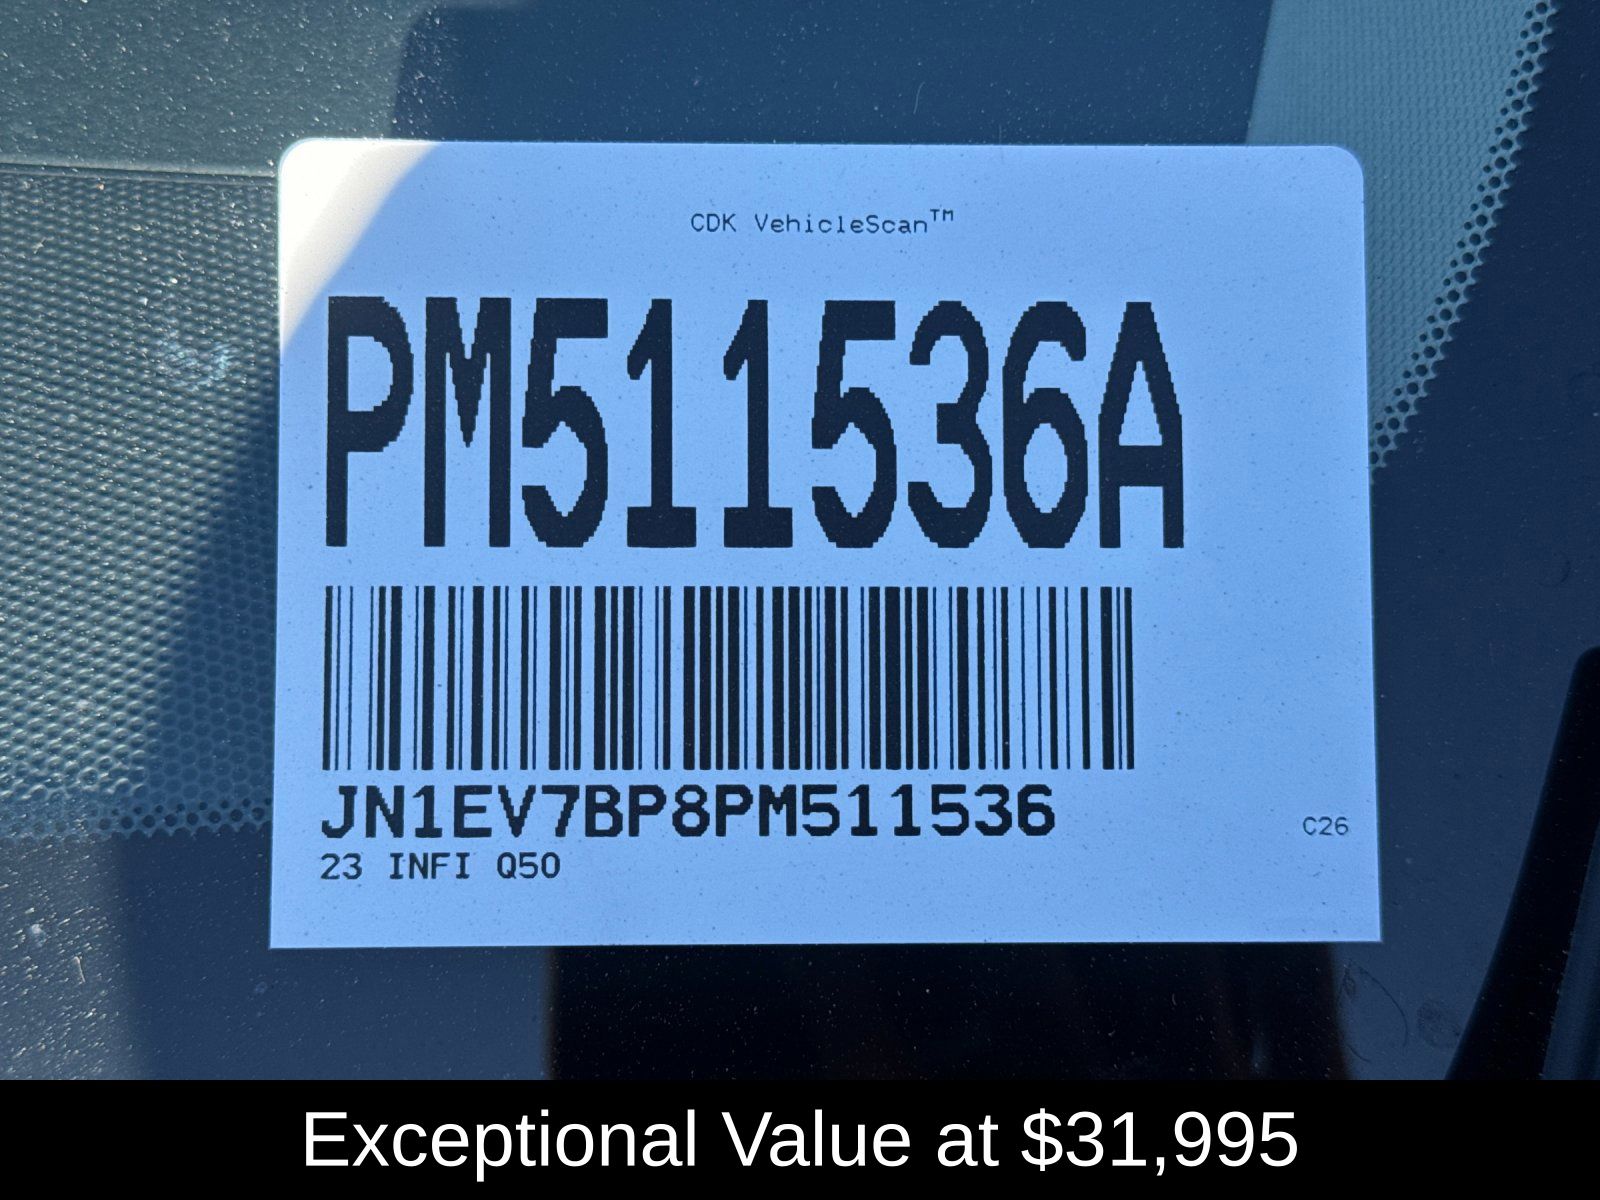 CDK VehicleScan™
PM511536A
JN1EV7BP8PM511536
C26
23 INFI Q50
Exceptional Value at $31,995